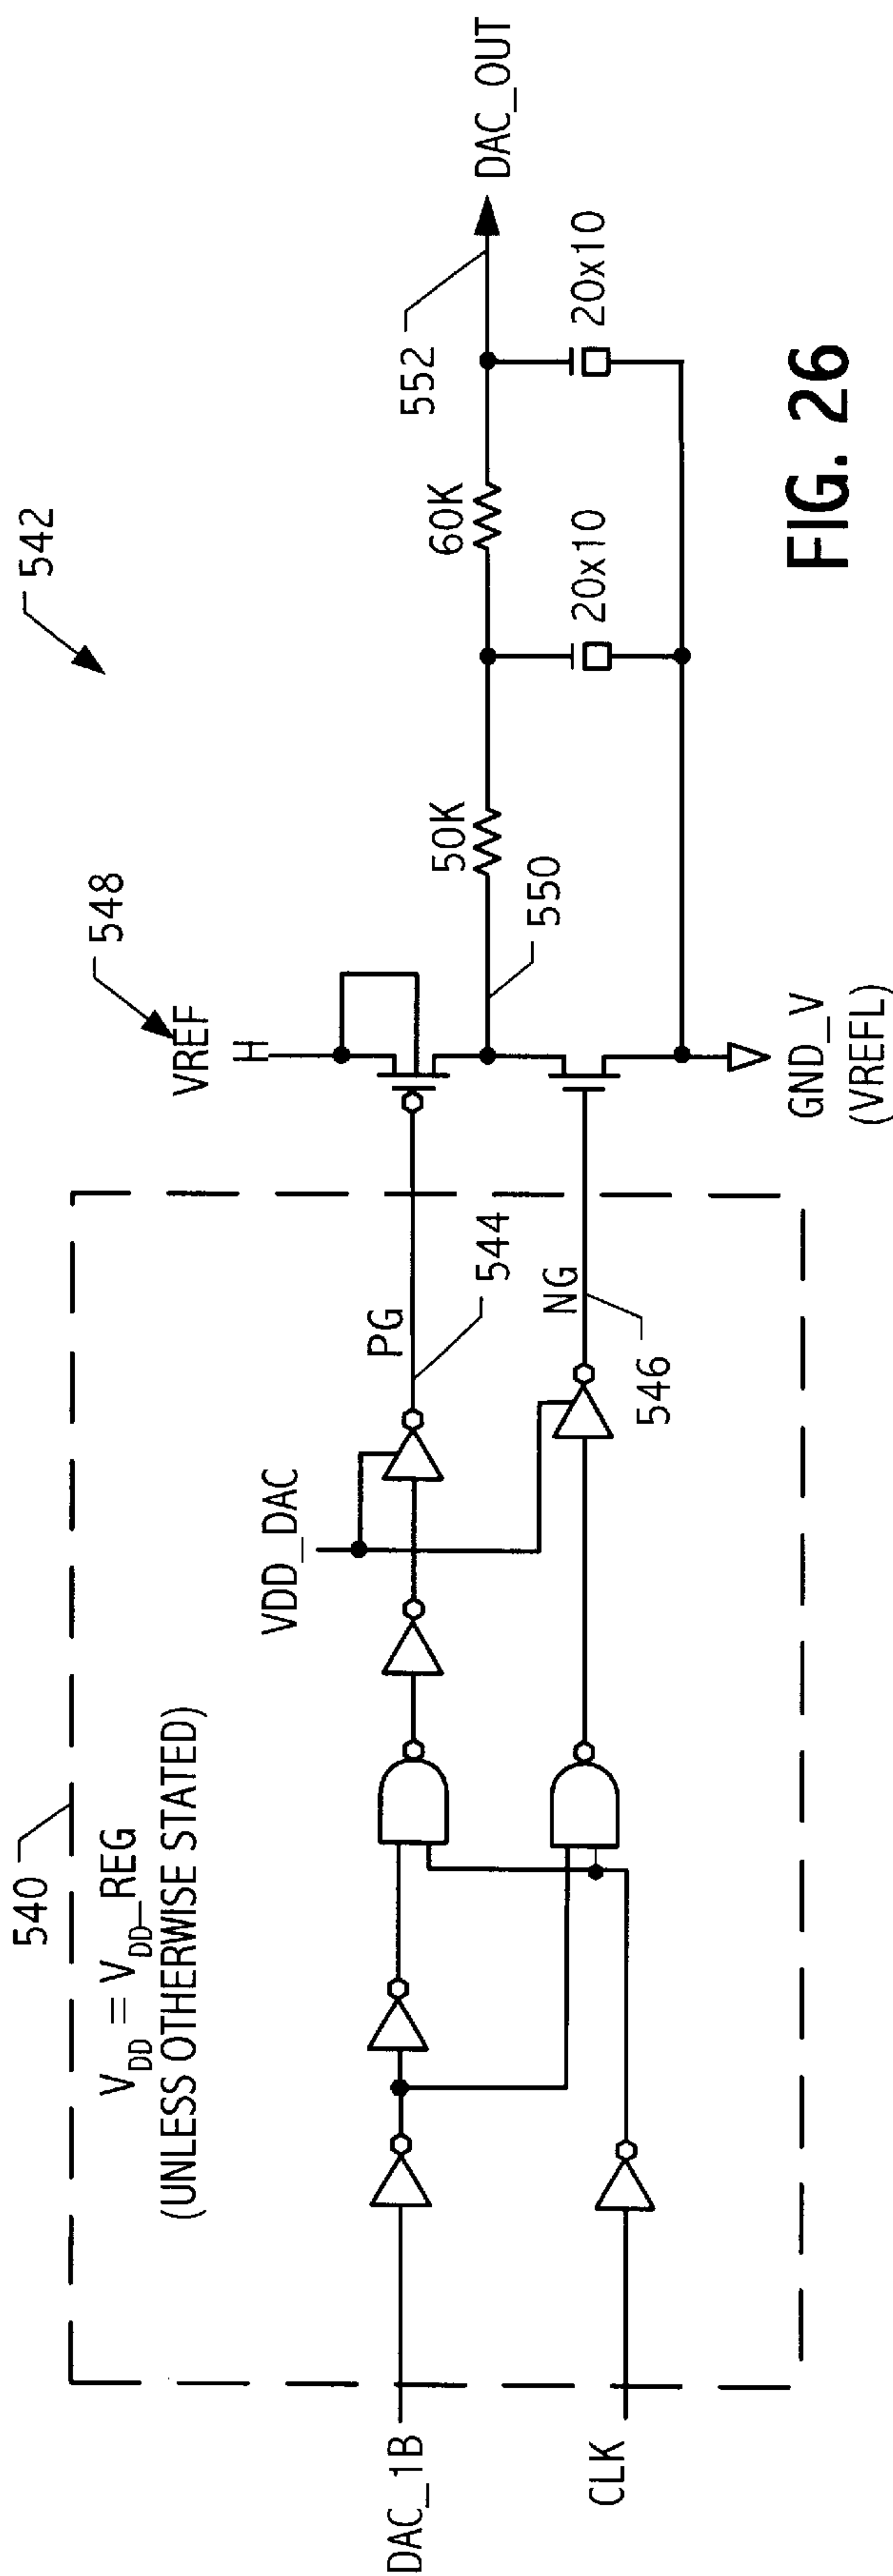 542
548
VREF
H
540
V_DD = V_DD_REG
(UNLESS OTHERWISE STATED)
VDD_DAC
PG
544
NG
546
DAC_1B
CLK
50K
550
60K
552
DAC_OUT
20x10
20x10
GND_V
(VREFL)
FIG. 26